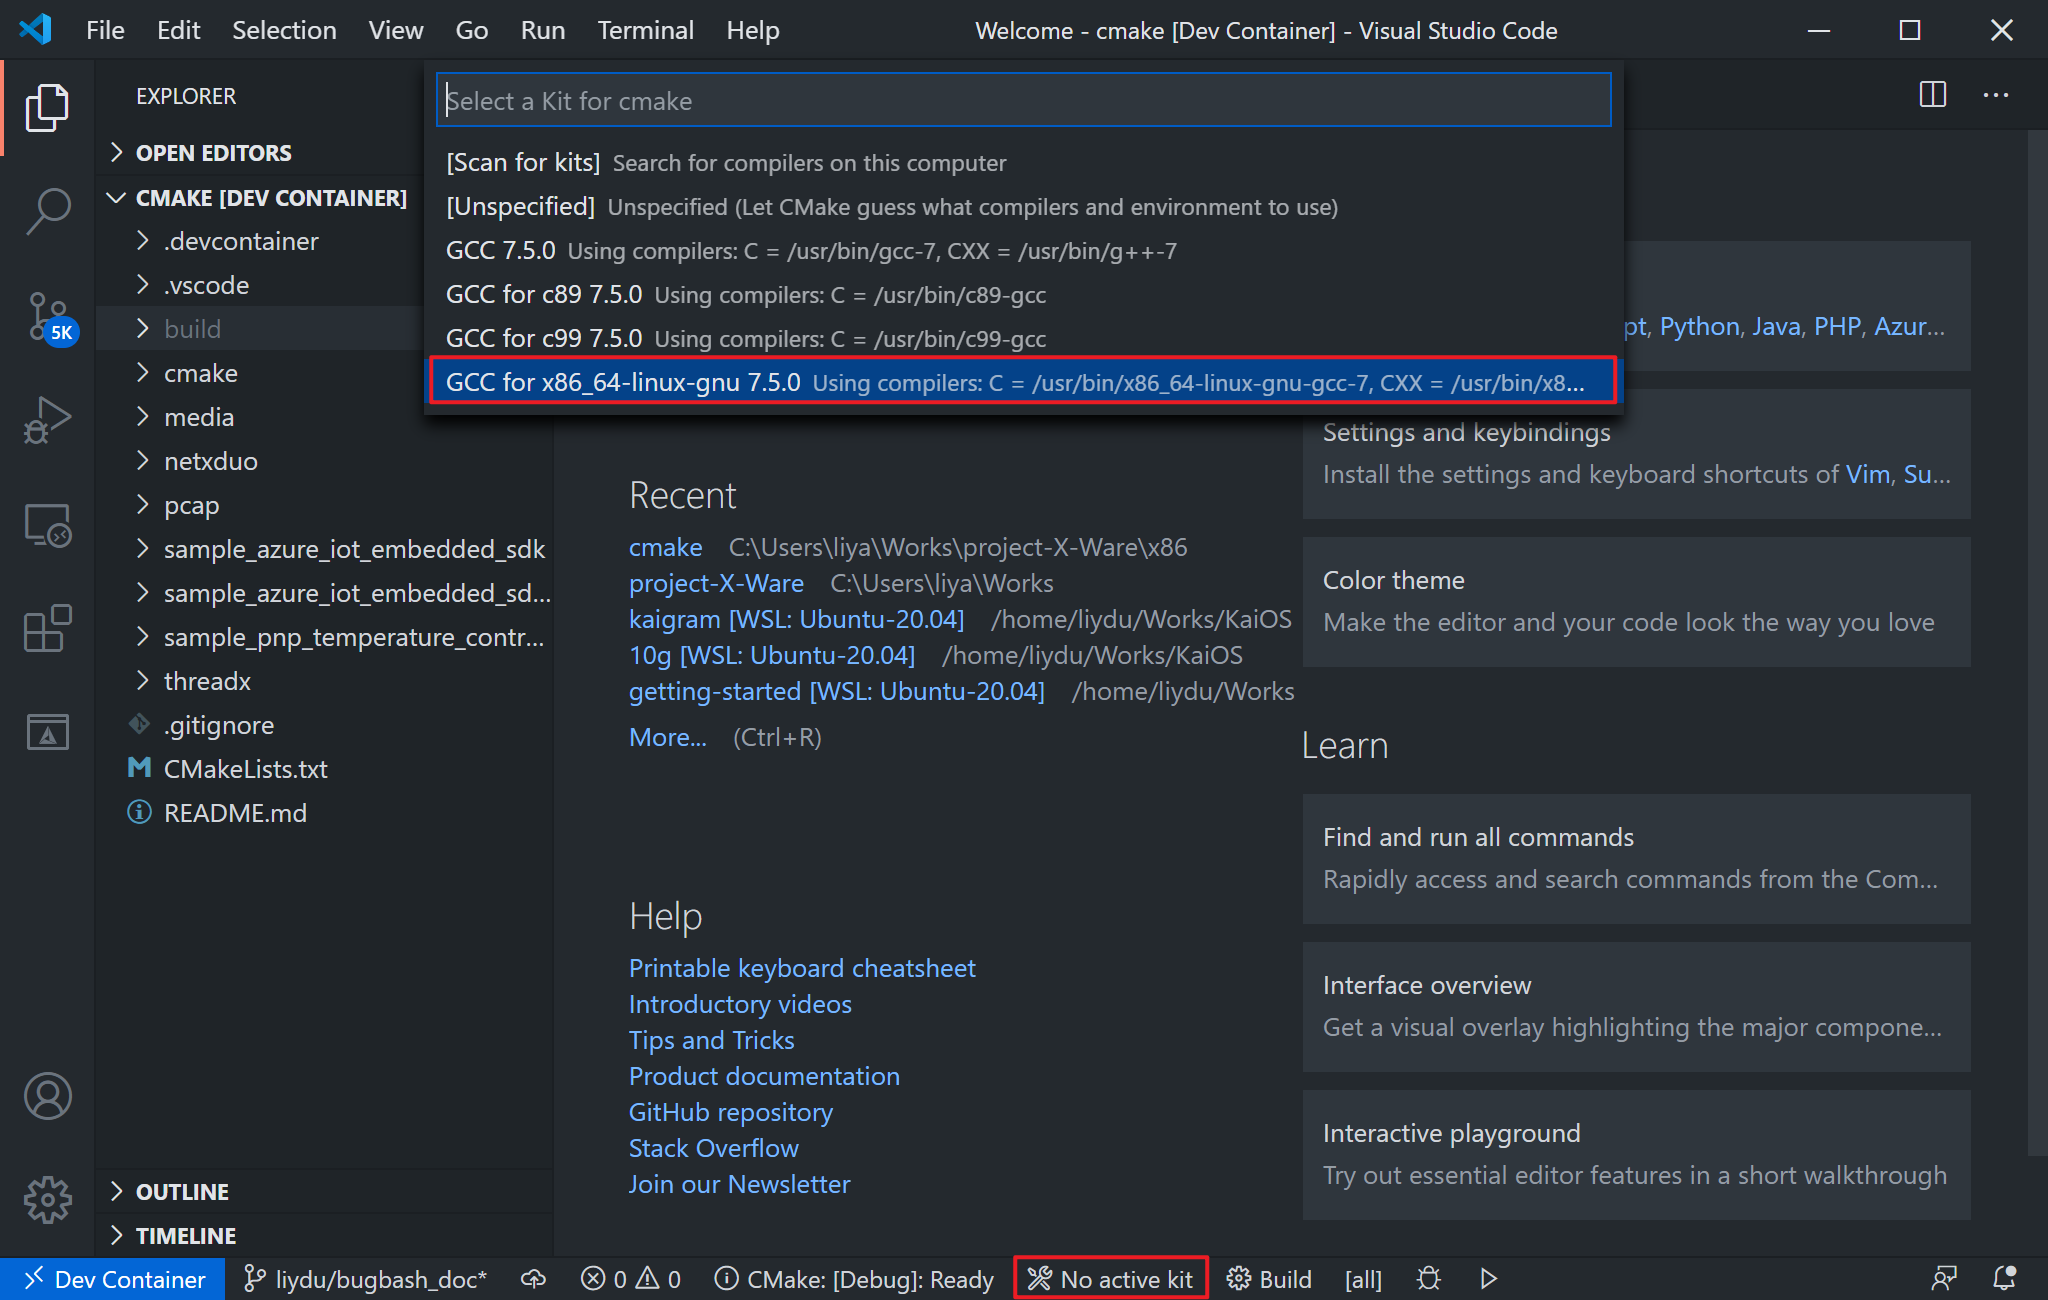 File Edit Selection View Go Run Terminal Help Welcome - cmake [Dev Container] - Visual Studio Code
EXPLORER
Select a Kit for cmake
[Scan for kits] Search for compilers on this computer
[Unspecified] Unspecified (Let CMake guess what compilers and environment to use)
GCC 7.5.0 Using compilers: C = /usr/bin/gcc-7, CXX = /usr/bin/g++-7
GCC for c89 7.5.0 Using compilers: C = /usr/bin/c89-gcc
GCC for c99 7.5.0 Using compilers: C = /usr/bin/c99-gcc
GCC for x86_64-linux-gnu 7.5.0 Using compilers: C = /usr/bin/x86_64-linux-gnu-gcc-7, CXX = /usr/bin/x8...
OPEN EDITORS
CMAKE [DEV CONTAINER]
.devcontainer
.vscode
build
cmake
media
netxduo
pcap
sample_azure_iot_embedded_sdk
sample_azure_iot_embedded_sd...
sample_pnp_temperature_contr...
threadx
.gitignore
CMakeLists.txt
README.md
OUTLINE
TIMELINE
5K
Recent
cmake C:\Users\liya\Works\project-X-Ware\x86
project-X-Ware C:\Users\liya\Works
kaigram [WSL: Ubuntu-20.04] /home/liydu/Works/KaiOS
10g [WSL: Ubuntu-20.04] /home/liydu/Works/KaiOS
getting-started [WSL: Ubuntu-20.04] /home/liydu/Works
More... (Ctrl+R)
Help
Printable keyboard cheatsheet
Introductory videos
Tips and Tricks
Product documentation
GitHub repository
Stack Overflow
Join our Newsletter
pt, Python, Java, PHP, Azur...
Settings and keybindings
Install the settings and keyboard shortcuts of Vim, Su...
Color theme
Make the editor and your code look the way you love
Learn
Find and run all commands
Rapidly access and search commands from the Com...
Interface overview
Get a visual overlay highlighting the major compone...
Interactive playground
Try out essential editor features in a short walkthrough
Dev Container liydu/bugbash_doc* 0 0 CMake: [Debug]: Ready No active kit Build [all]